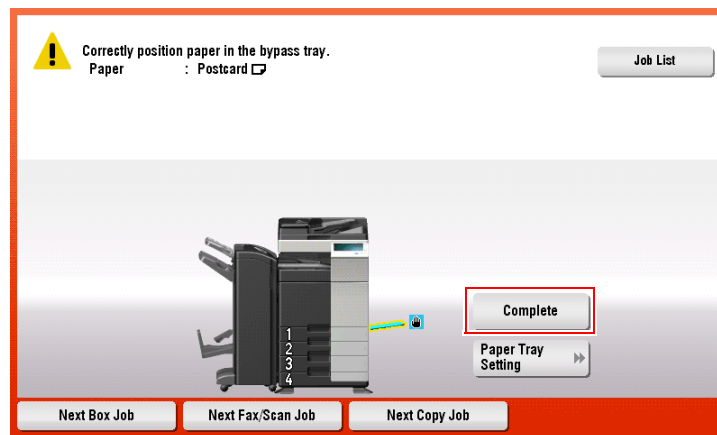 Correctly position paper in the bypass tray.
Paper : Postcard
Job List
1
2
3
4
Complete
Paper Tray
Setting
Next Box Job
Next Fax/Scan Job
Next Copy Job